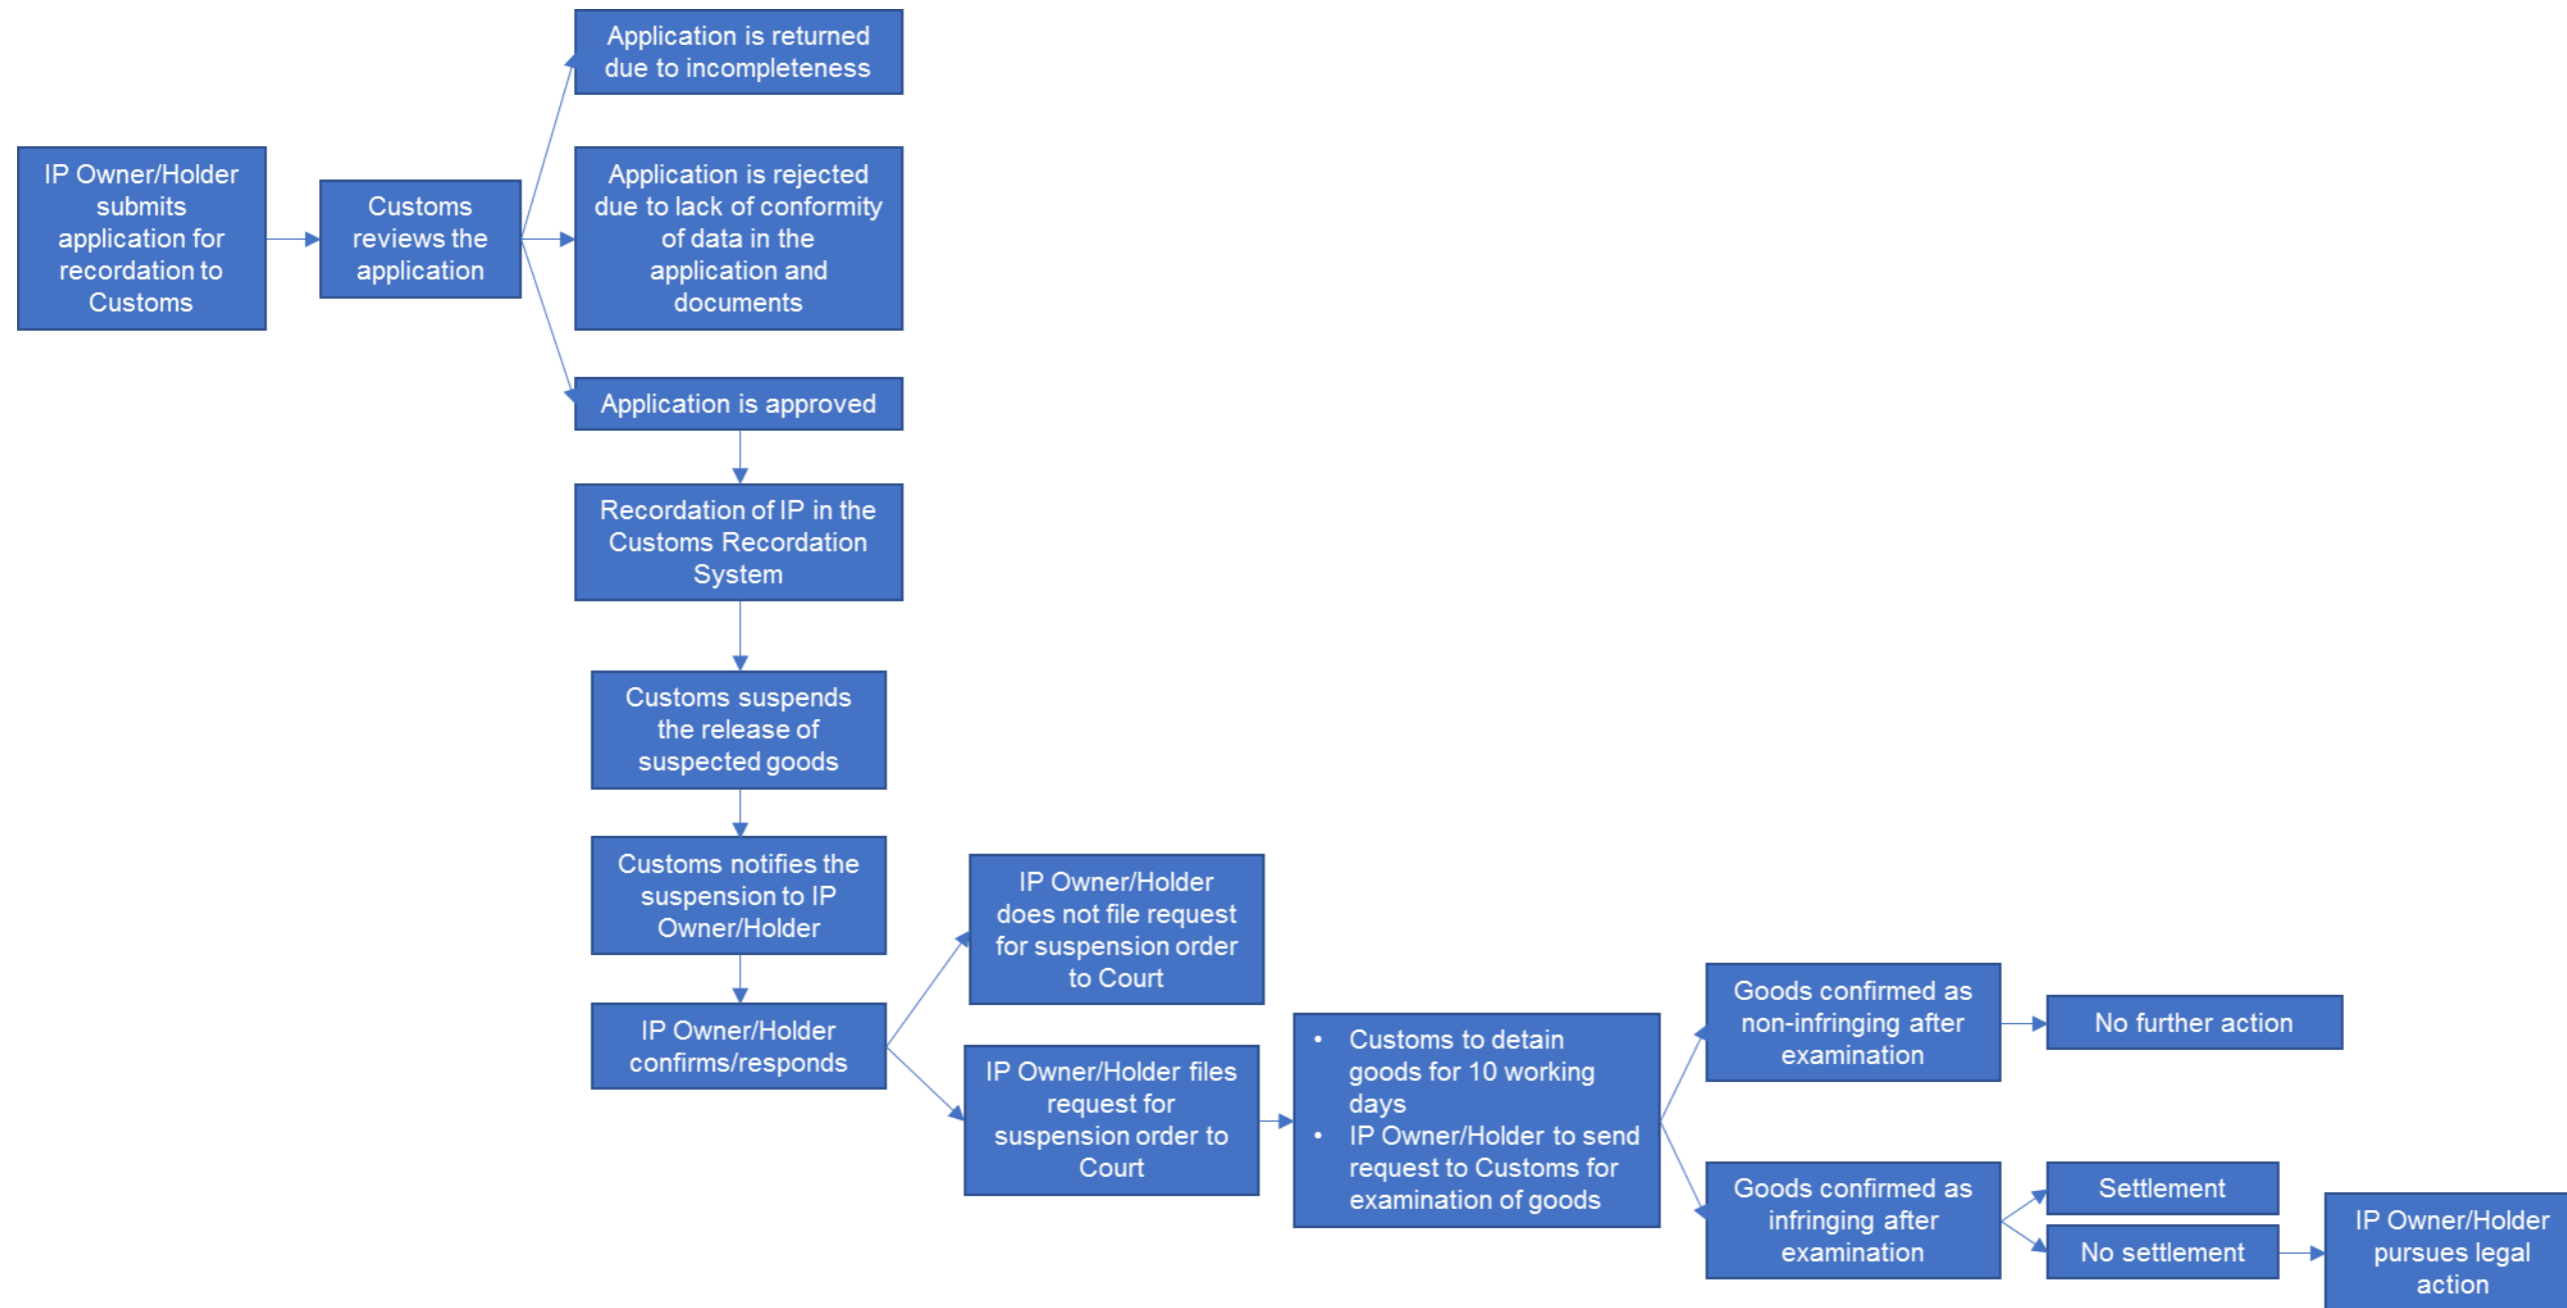 IP Owner/Holder
submits
application for
recordation to
Customs
Customs
reviews the
application
Application is returned
due to incompleteness
Application is rejected
due to lack of conformity
of data in the
application and
documents
Application is approved
Recordation of IP in the
Customs Recordation
System
Customs suspends
the release of
suspected goods
Customs notifies the
suspension to IP
Owner/Holder
IP Owner/Holder
confirms/responds
IP Owner/Holder
does not file request
for suspension order
to Court
IP Owner/Holder files
request for
suspension order to
Court
• Customs to detain
goods for 10 working
days
• IP Owner/Holder to send
request to Customs for
examination of goods
Goods confirmed as
non-infringing after
examination
No further action
Goods confirmed as
infringing after
examination
Settlement
No settlement
IP Owner/Holder
pursues legal
action